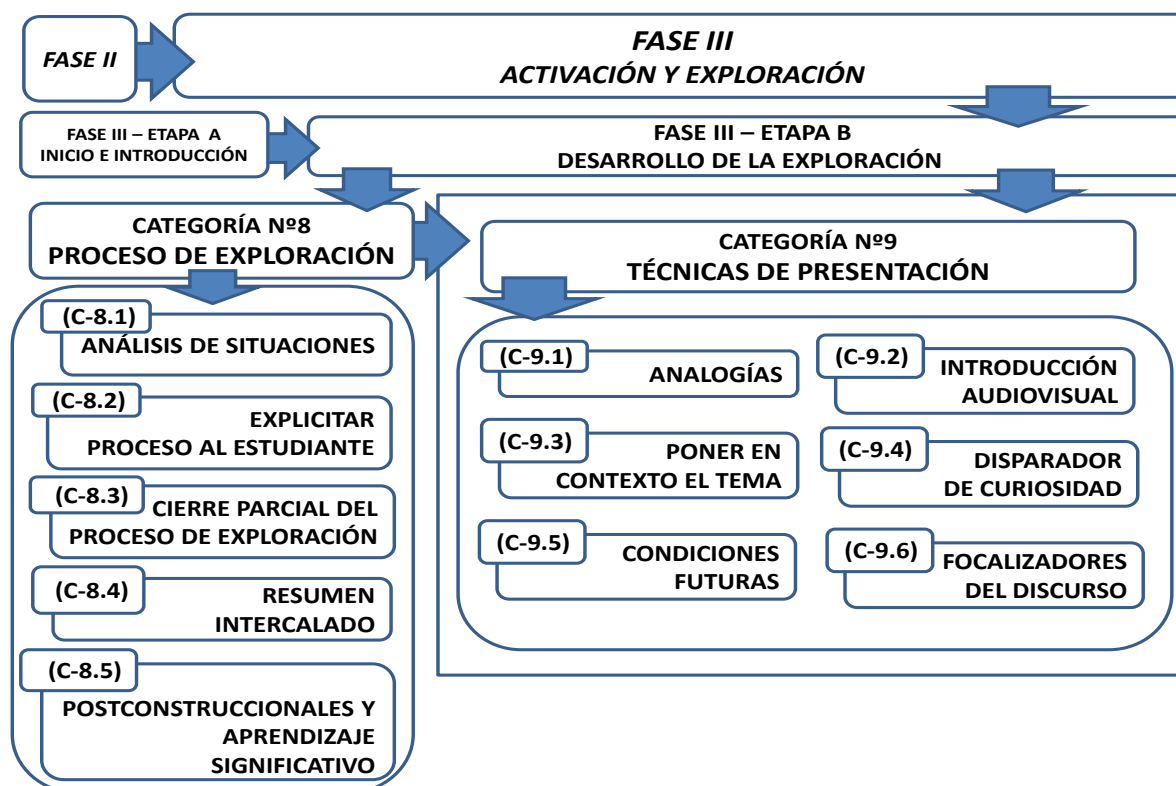 FASE II
FASE III
ACTIVACIÓN Y EXPLORACIÓN
FASE III – ETAPA A
INICIO E INTRODUCCIÓN
FASE III – ETAPA B
DESARROLLO DE LA EXPLORACIÓN
CATEGORÍA Nº8
PROCESO DE EXPLORACIÓN
(C-8.1)
ANÁLISIS DE SITUACIONES
(C-8.2)
EXPLICITAR
PROCESO AL ESTUDIANTE
(C-8.3)
CIERRE PARCIAL DEL
PROCESO DE EXPLORACIÓN
(C-8.4)
RESUMEN
INTERCALADO
(C-8.5)
POSTCONSTRUCCIONALES Y
APRENDIZAJE
SIGNIFICATIVO
CATEGORÍA Nº9
TÉCNICAS DE PRESENTACIÓN
(C-9.1)
ANALOGÍAS
(C-9.2)
INTRODUCCIÓN
AUDIOVISUAL
(C-9.3)
PONER EN
CONTEXTO EL TEMA
(C-9.4)
DISPARADOR
DE CURIOSIDAD
(C-9.5)
CONDICIONES
FUTURAS
(C-9.6)
FOCALIZADORES
DEL DISCURSO